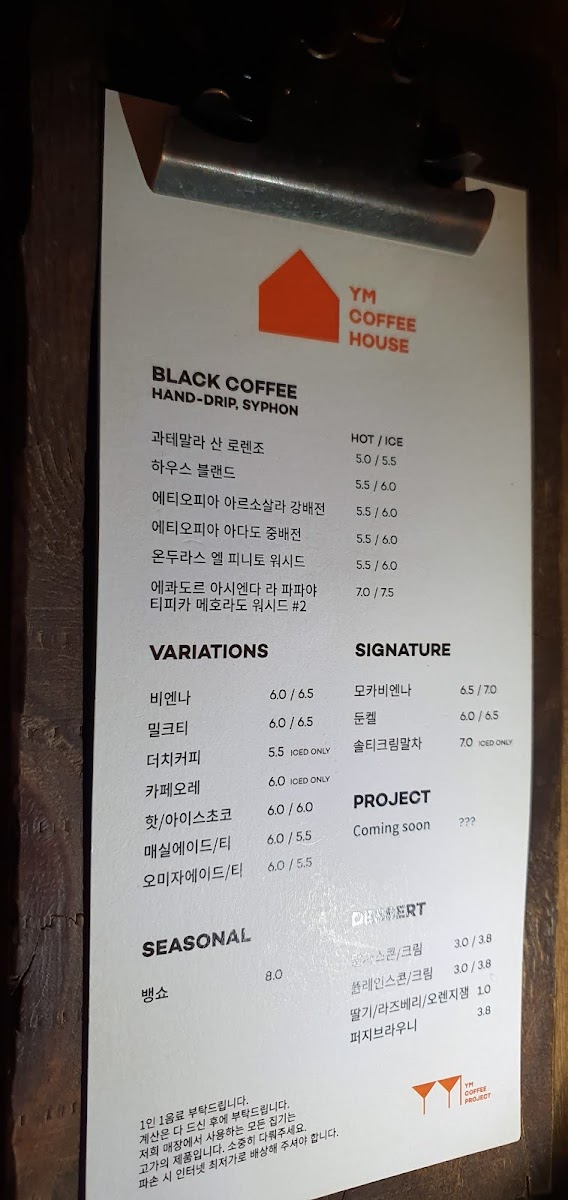 YM
COFFEE
HOUSE
BLACK COFFEE
HAND-DRIP, SYPHON
HOT / ICE
과테말라 산 로렌조 5.0 / 5.5
하우스 블랜드 5.5 / 6.0
에티오피아 아르소살라 강배전 5.5 / 6.0
에티오피아 아다도 중배전 5.5 / 6.0
온두라스 엘 피니토 워시드 5.5 / 6.0
에콰도르 아시엔다 라 파파야 7.0 / 7.5
티피카 메호라도 워시드 #2
VARIATIONS
비엔나 6.0 / 6.5
밀크티 6.0 / 6.5
더치커피 5.5 ICED ONLY
카페오레 6.0 ICED ONLY
핫/아이스초코 6.0 / 6.0
매실에이드/티 6.0 / 5.5
오미자에이드/티 6.0 / 5.5
SIGNATURE
모카비엔나 6.5 / 7.0
둔켈 6.0 / 6.5
솔티크림말차 7.0 ICED ONLY
PROJECT
Coming soon ???
SEASONAL
뱅쇼 8.0
DESSERT
스콘/크림 3.0 / 3.8
플레인스콘/크림 3.0 / 3.8
딸기/라즈베리/오렌지잼 1.0
퍼지브라우니 3.8
1인 1음료 부탁드립니다.
계산은 다 드신 후에 부탁드립니다.
저희 매장에서 사용하는 모든 집기는
고가의 제품입니다. 소중히 다뤄주세요.
파손 시 인터넷 최저가로 배상해 주셔야 합니다.
YM
COFFEE
PROJECT